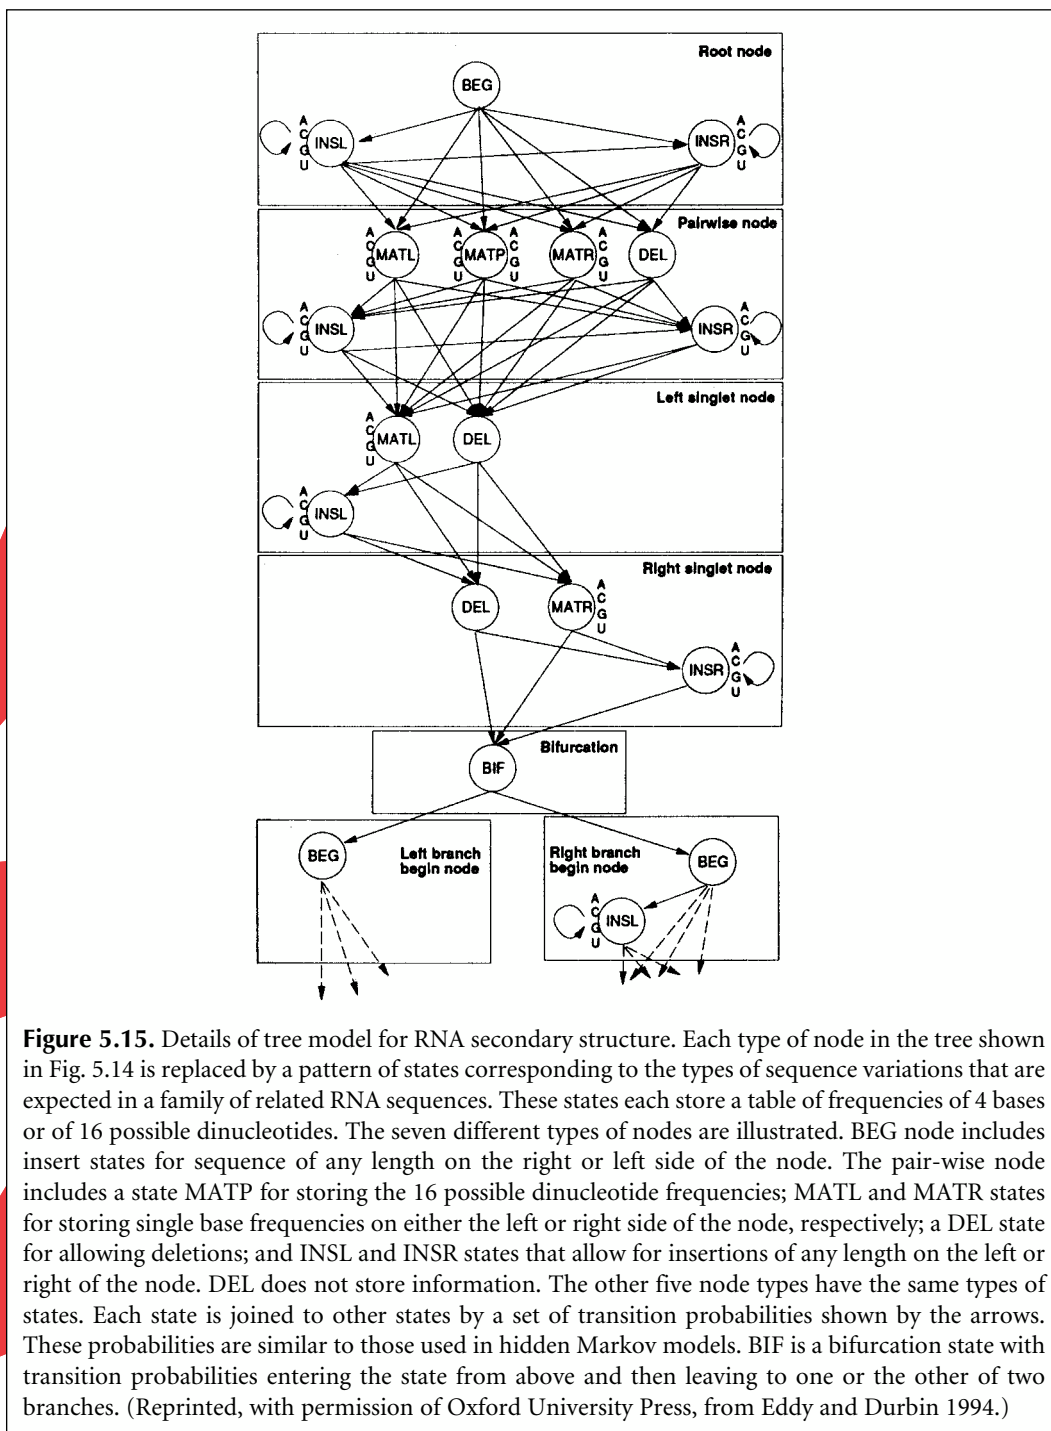 Root node
BEG
A
C
G
U
INSL
INSR
A
C
G
U
Pairwise node
A
C
G
U
MATL
A
C
G
U
MATP
A
C
G
U
MATR
A
C
G
U
DEL
A
C
G
U
INSL
INSR
A
C
G
U
Left singlet node
A
C
G
U
MATL
DEL
A
C
G
U
INSL
Right singlet node
DEL
MATR
A
C
G
U
INSR
A
C
G
U
Bifurcation
BIF
BEG
Left branch
begin node
Right branch
begin node
BEG
A
C
G
U
INSL
Figure 5.15. Details of tree model for RNA secondary structure. Each type of node in the tree shown
in Fig. 5.14 is replaced by a pattern of states corresponding to the types of sequence variations that are
expected in a family of related RNA sequences. These states each store a table of frequencies of 4 bases
or of 16 possible dinucleotides. The seven different types of nodes are illustrated. BEG node includes
insert states for sequence of any length on the right or left side of the node. The pair-wise node
includes a state MATP for storing the 16 possible dinucleotide frequencies; MATL and MATR states
for storing single base frequencies on either the left or right side of the node, respectively; a DEL state
for allowing deletions; and INSL and INSR states that allow for insertions of any length on the left or
right of the node. DEL does not store information. The other five node types have the same types of
states. Each state is joined to other states by a set of transition probabilities shown by the arrows.
These probabilities are similar to those used in hidden Markov models. BIF is a bifurcation state with
transition probabilities entering the state from above and then leaving to one or the other of two
branches. (Reprinted, with permission of Oxford University Press, from Eddy and Durbin 1994.)